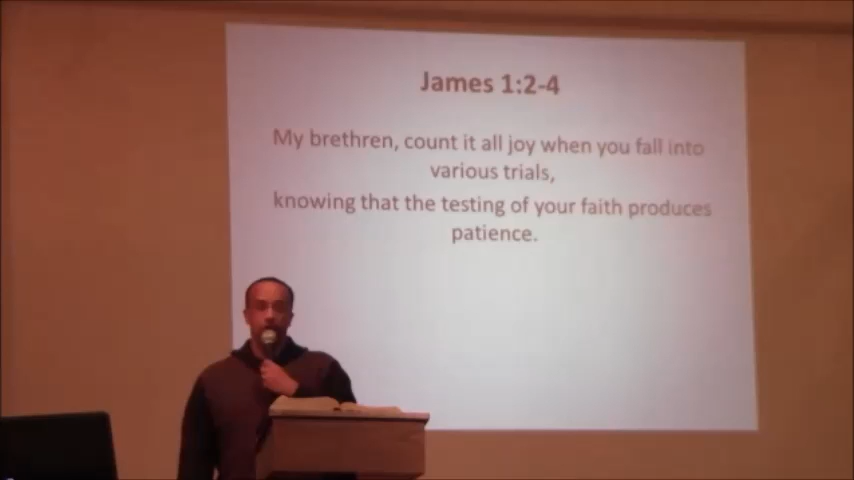 James 1:2-4
My brethren, count it all joy when you fall into
various trials,
knowing that the testing of your faith produces
patience.